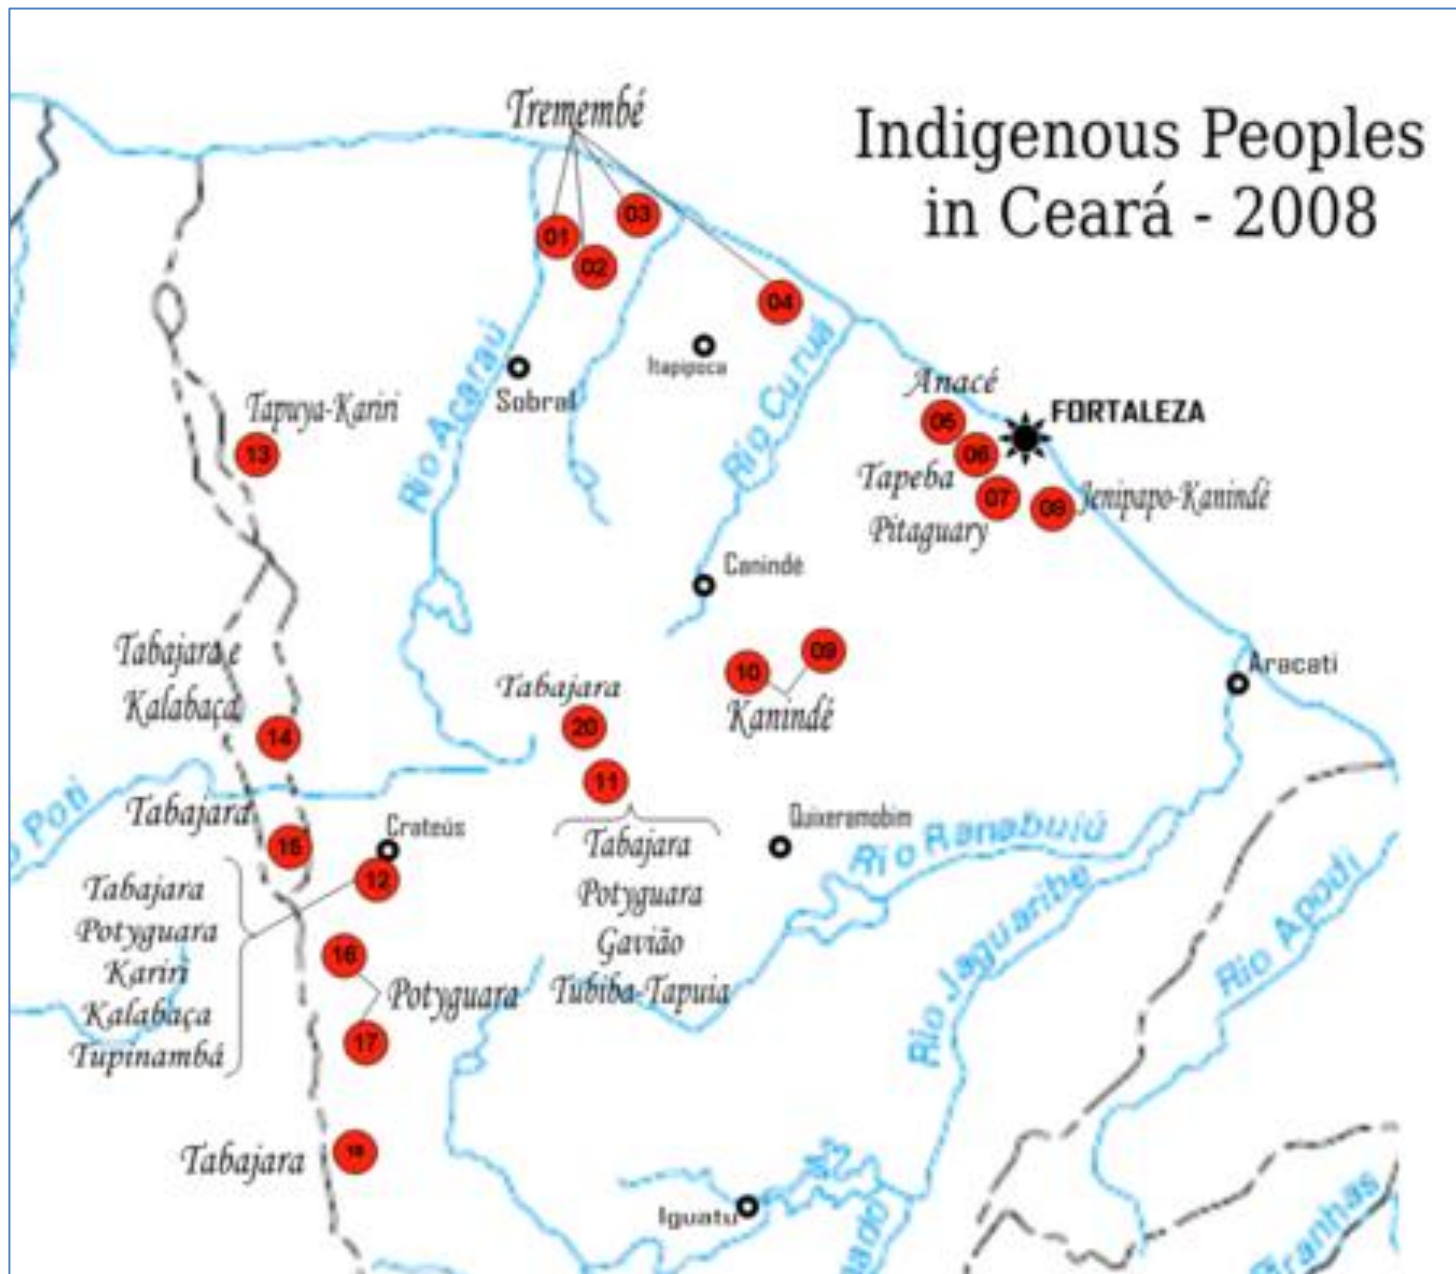 Tremembé
Indigenous Peoples
in Ceará - 2008
03
01
02
04
Rio Acaraú
Sobral
Itapipoca
Rio Curuá
Anacé
05
FORTALEZA
06
Tapeba
07
08
Jenipapo-Kanindé
Pitaguary
Tapuya-Kariri
13
Canindé
Tabajara e
Kalabaça
14
Tabajara
20
11
10
09
Kanindé
Aracati
Poti
Tabajara
15
Crateús
12
Tabajara
Potyguara
Kariri
Kalabaça
Tupinambá
Tabajara
Potyguara
Gavião
Tubiba-Tapuia
Quixeramobim
Rio Banabuiú
Rio Jaguaribe
Rio Apodi
16
Potyguara
17
Tabajara
Iguatu